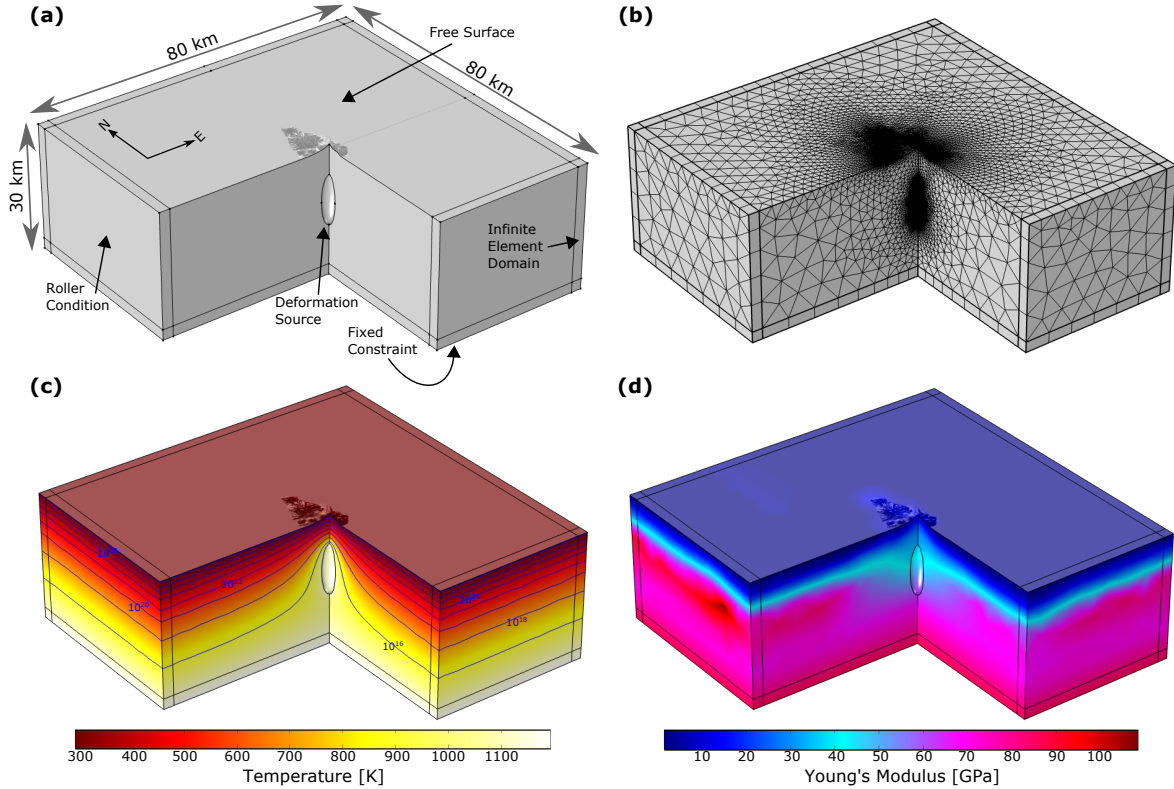 (a)
80 km
Free Surface
80 km
N
E
30 km
Infinite
Element
Domain
Roller
Condition
Deformation
Source
Fixed
Constraint
(b)
(c)
10²⁰
10¹⁸
10¹⁶
300 400 500 600 700 800 900 1000 1100
Temperature [K]
(d)
10 20 30 40 50 60 70 80 90 100
Young's Modulus [GPa]